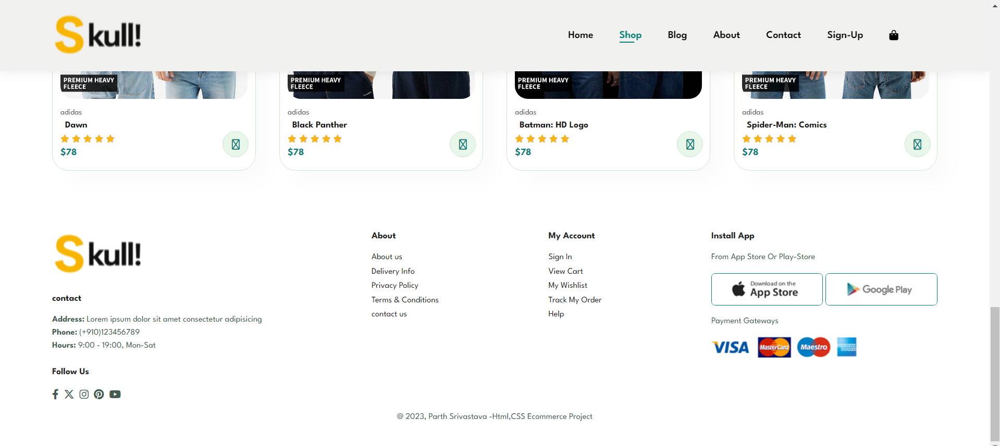 Skull!
Home Shop Blog About Contact Sign-Up
PREMIUM HEAVY
FLEECE
adidas
Dawn
$78
PREMIUM HEAVY
FLEECE
adidas
Black Panther
$78
PREMIUM HEAVY
FLEECE
adidas
Batman: HD Logo
$78
PREMIUM HEAVY
FLEECE
adidas
Spider-Man: Comics
$78
Skull!
contact
Address: Lorem ipsum dolor sit amet consectetur adipisicing
Phone: (+910)123456789
Hours: 9:00 - 19:00, Mon-Sat
Follow Us
About
About us
Delivery Info
Privacy Policy
Terms & Conditions
contact us
My Account
Sign In
View Cart
My Wishlist
Track My Order
Help
Install App
From App Store Or Play-Store
Download on the
App Store
Google Play
Payment Gateways
VISA MasterCard Maestro
AMERICAN
EXPRESS
@ 2023, Parth Srivastava -Html,CSS Ecommerce Project